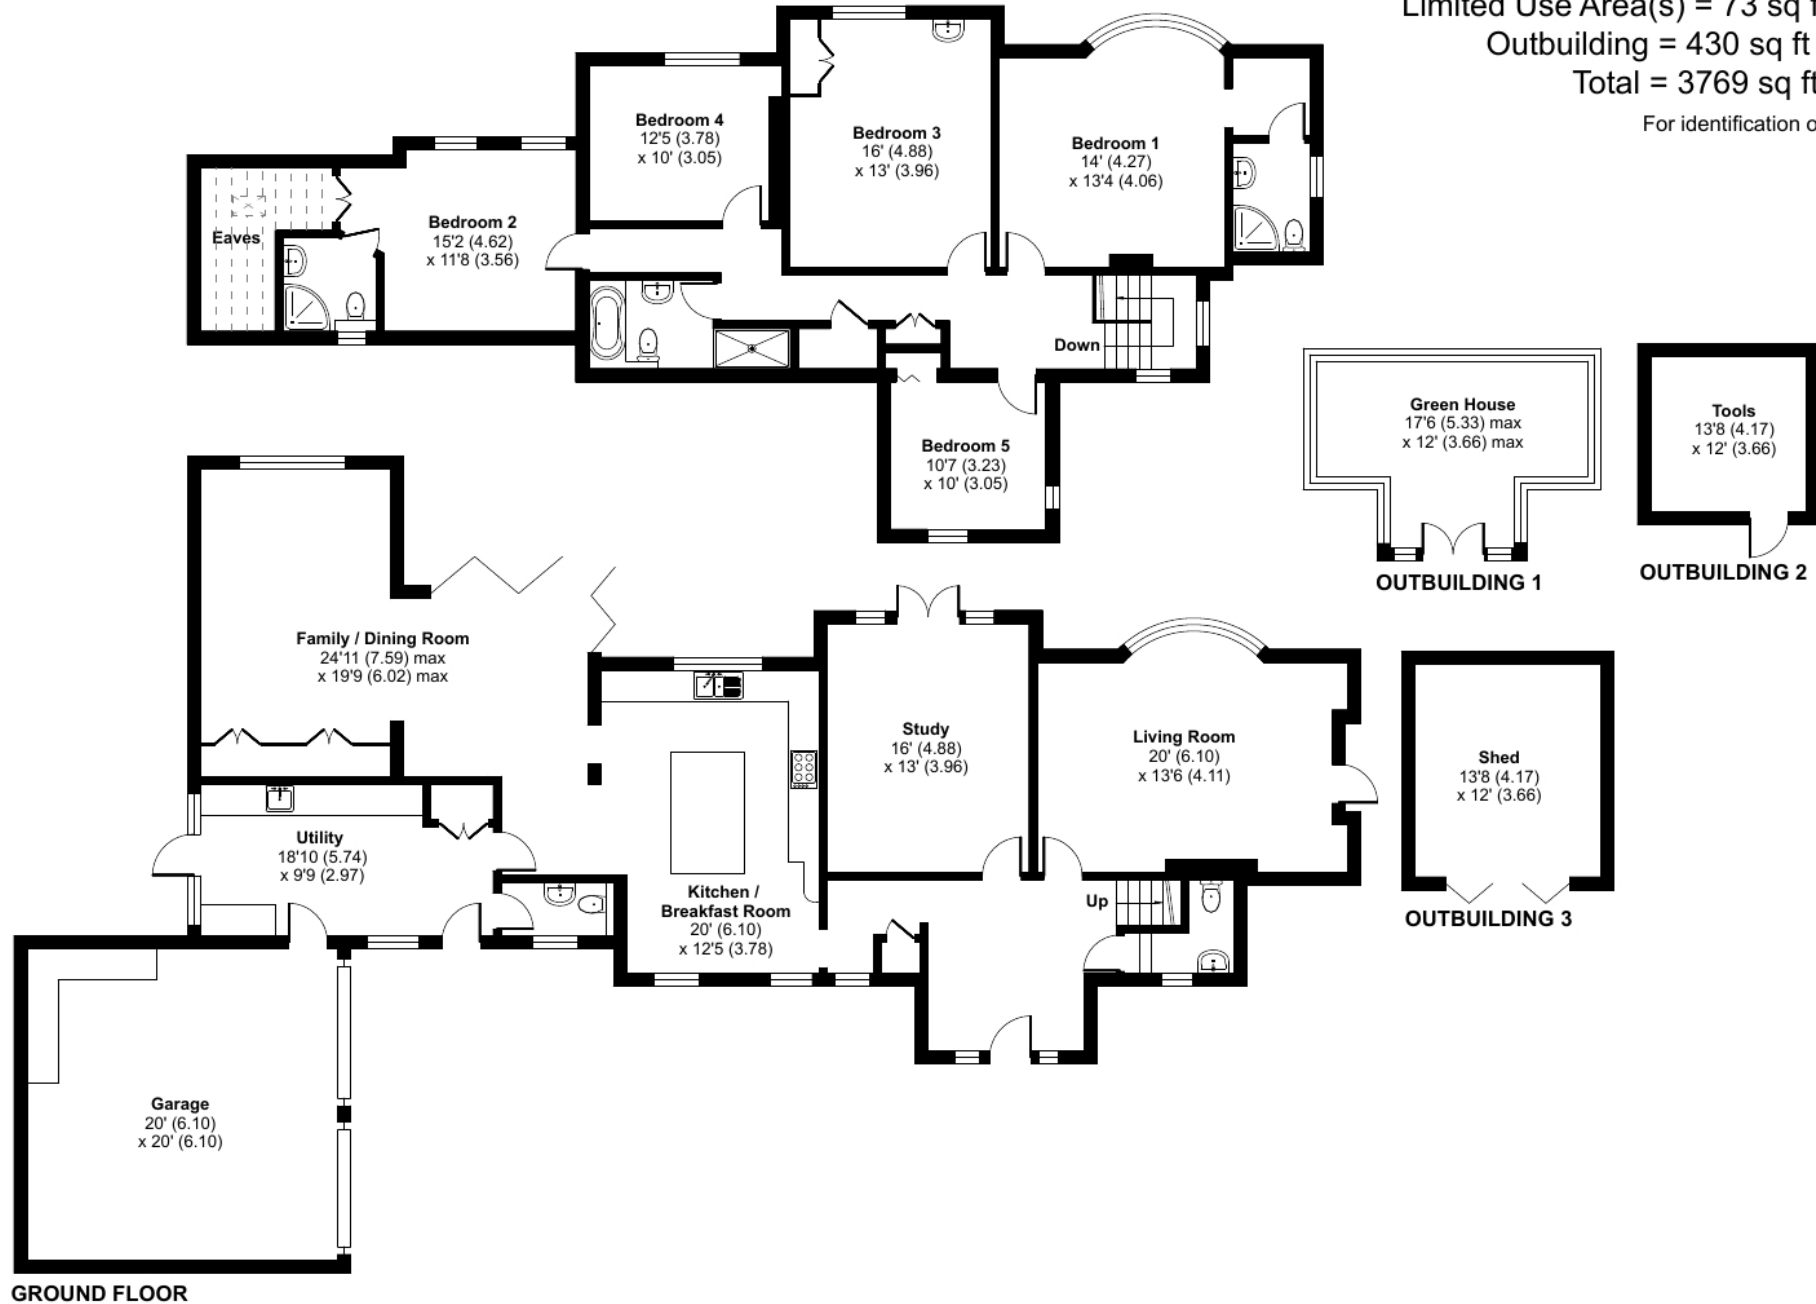 Limited Use Area(s) = 73 sq f
Outbuilding = 430 sq ft
Total = 3769 sq ft
For identification o
Bedroom 4
12'5 (3.78)
x 10' (3.05)
Bedroom 3
16' (4.88)
x 13' (3.96)
Bedroom 1
14' (4.27)
x 13'4 (4.06)
Eaves
Bedroom 2
15'2 (4.62)
x 11'8 (3.56)
Down
Bedroom 5
10'7 (3.23)
x 10' (3.05)
Green House
17'6 (5.33) max
x 12' (3.66) max
OUTBUILDING 1
Tools
13'8 (4.17)
x 12' (3.66)
OUTBUILDING 2
Family / Dining Room
24'11 (7.59) max
x 19'9 (6.02) max
Study
16' (4.88)
x 13' (3.96)
Living Room
20' (6.10)
x 13'6 (4.11)
Shed
13'8 (4.17)
x 12' (3.66)
OUTBUILDING 3
Utility
18'10 (5.74)
x 9'9 (2.97)
Kitchen /
Breakfast Room
20' (6.10)
x 12'5 (3.78)
Up
Garage
20' (6.10)
x 20' (6.10)
GROUND FLOOR